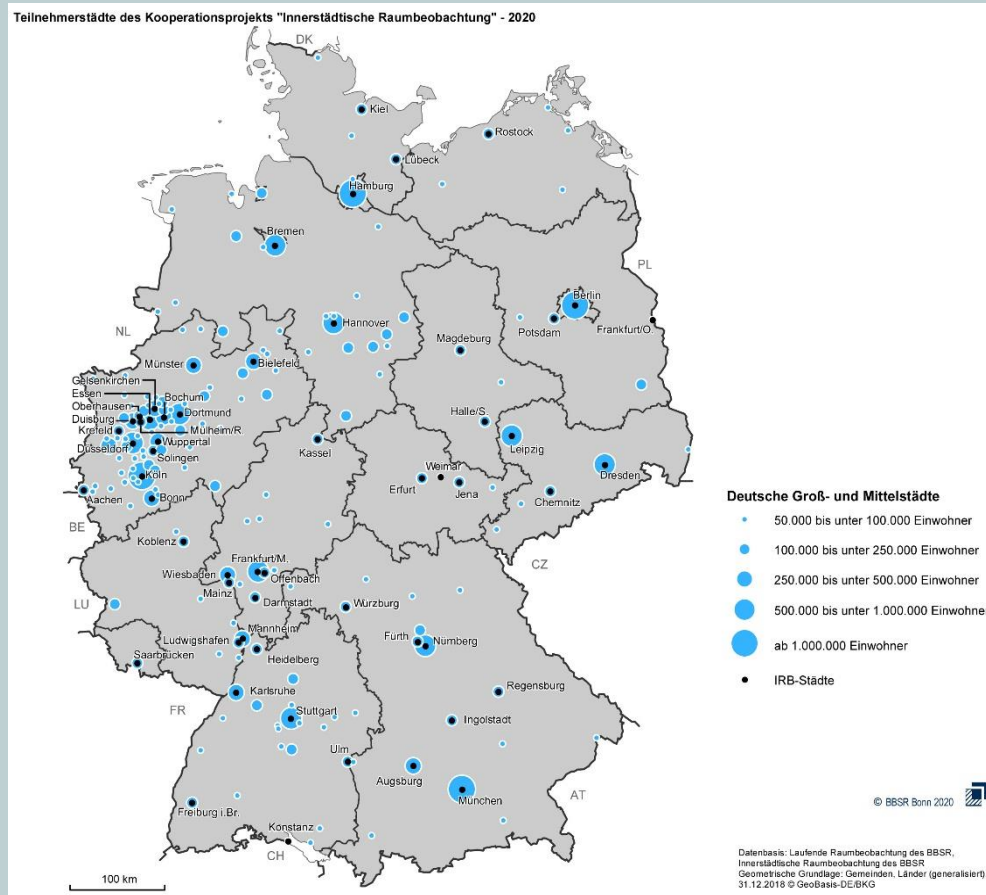 Teilnehmerstädte des Kooperationsprojekts "Innerstädtische Raumbeobachtung" - 2020
DK
Kiel
Rostock
Lübeck
Hamburg
Bremen
PL
Berlin
NL
Hannover
Potsdam
Frankfurt/O.
Magdeburg
Münster
Bielefeld
Gelsenkirchen
Essen
Bochum
Oberhausen
Dortmund
Duisburg
Halle/S.
Krefeld
Mülheim/R.
Leipzig
Düsseldorf
Wuppertal
Kassel
Solingen
Weimar
Dresden
Köln
Erfurt
Jena
Aachen
Bonn
Chemnitz
BE
Koblenz
CZ
Frankfurt/M.
Wiesbaden
Offenbach
Mainz
Darmstadt
LU
Würzburg
Mannheim
Fürth
Ludwigshafen
Nürnberg
Saarbrücken
Heidelberg
Karlsruhe
Regensburg
FR
Stuttgart
Ingolstadt
Ulm
Augsburg
München
AT
Freiburg i.Br.
Konstanz
CH
100 km
Deutsche Groß- und Mittelstädte
50.000 bis unter 100.000 Einwohner
100.000 bis unter 250.000 Einwohner
250.000 bis unter 500.000 Einwohner
500.000 bis unter 1.000.000 Einwohner
ab 1.000.000 Einwohner
IRB-Städte
© BBSR Bonn 2020
Datenbasis: Laufende Raumbeobachtung des BBSR,
Innerstädtische Raumbeobachtung des BBSR
Geometrische Grundlage: Gemeinden, Länder (generalisiert),
31.12.2018 © GeoBasis-DE/BKG